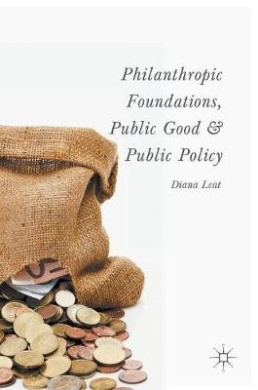 Philanthropic
Foundations,
Public Good &
Public Policy
Diana Leat